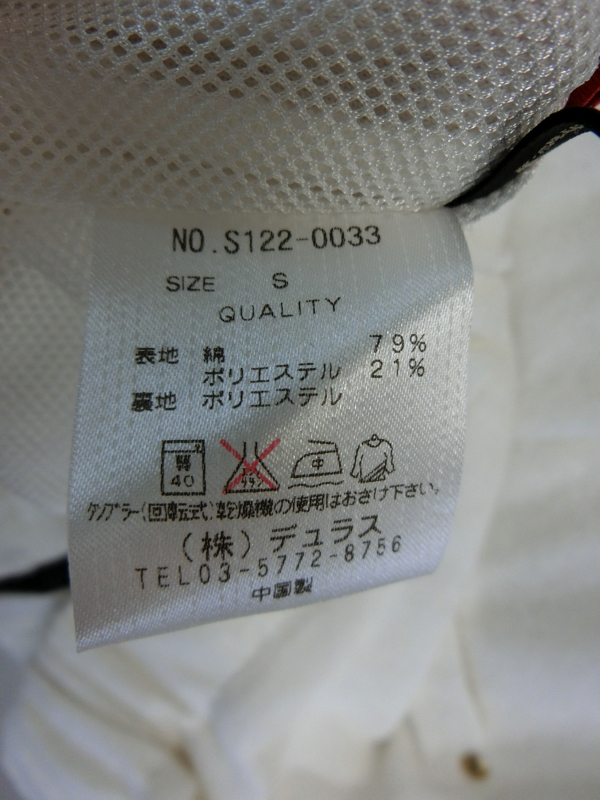 NO.S122-0033
SIZE S
QUALITY
表地 綿 79%
ポリエステル 21%
裏地 ポリエステル
40
中
タンブラー(回転式)乾燥機の使用はおさけ下さい。
(株)デュラス
TEL03-5772-8756
中国製